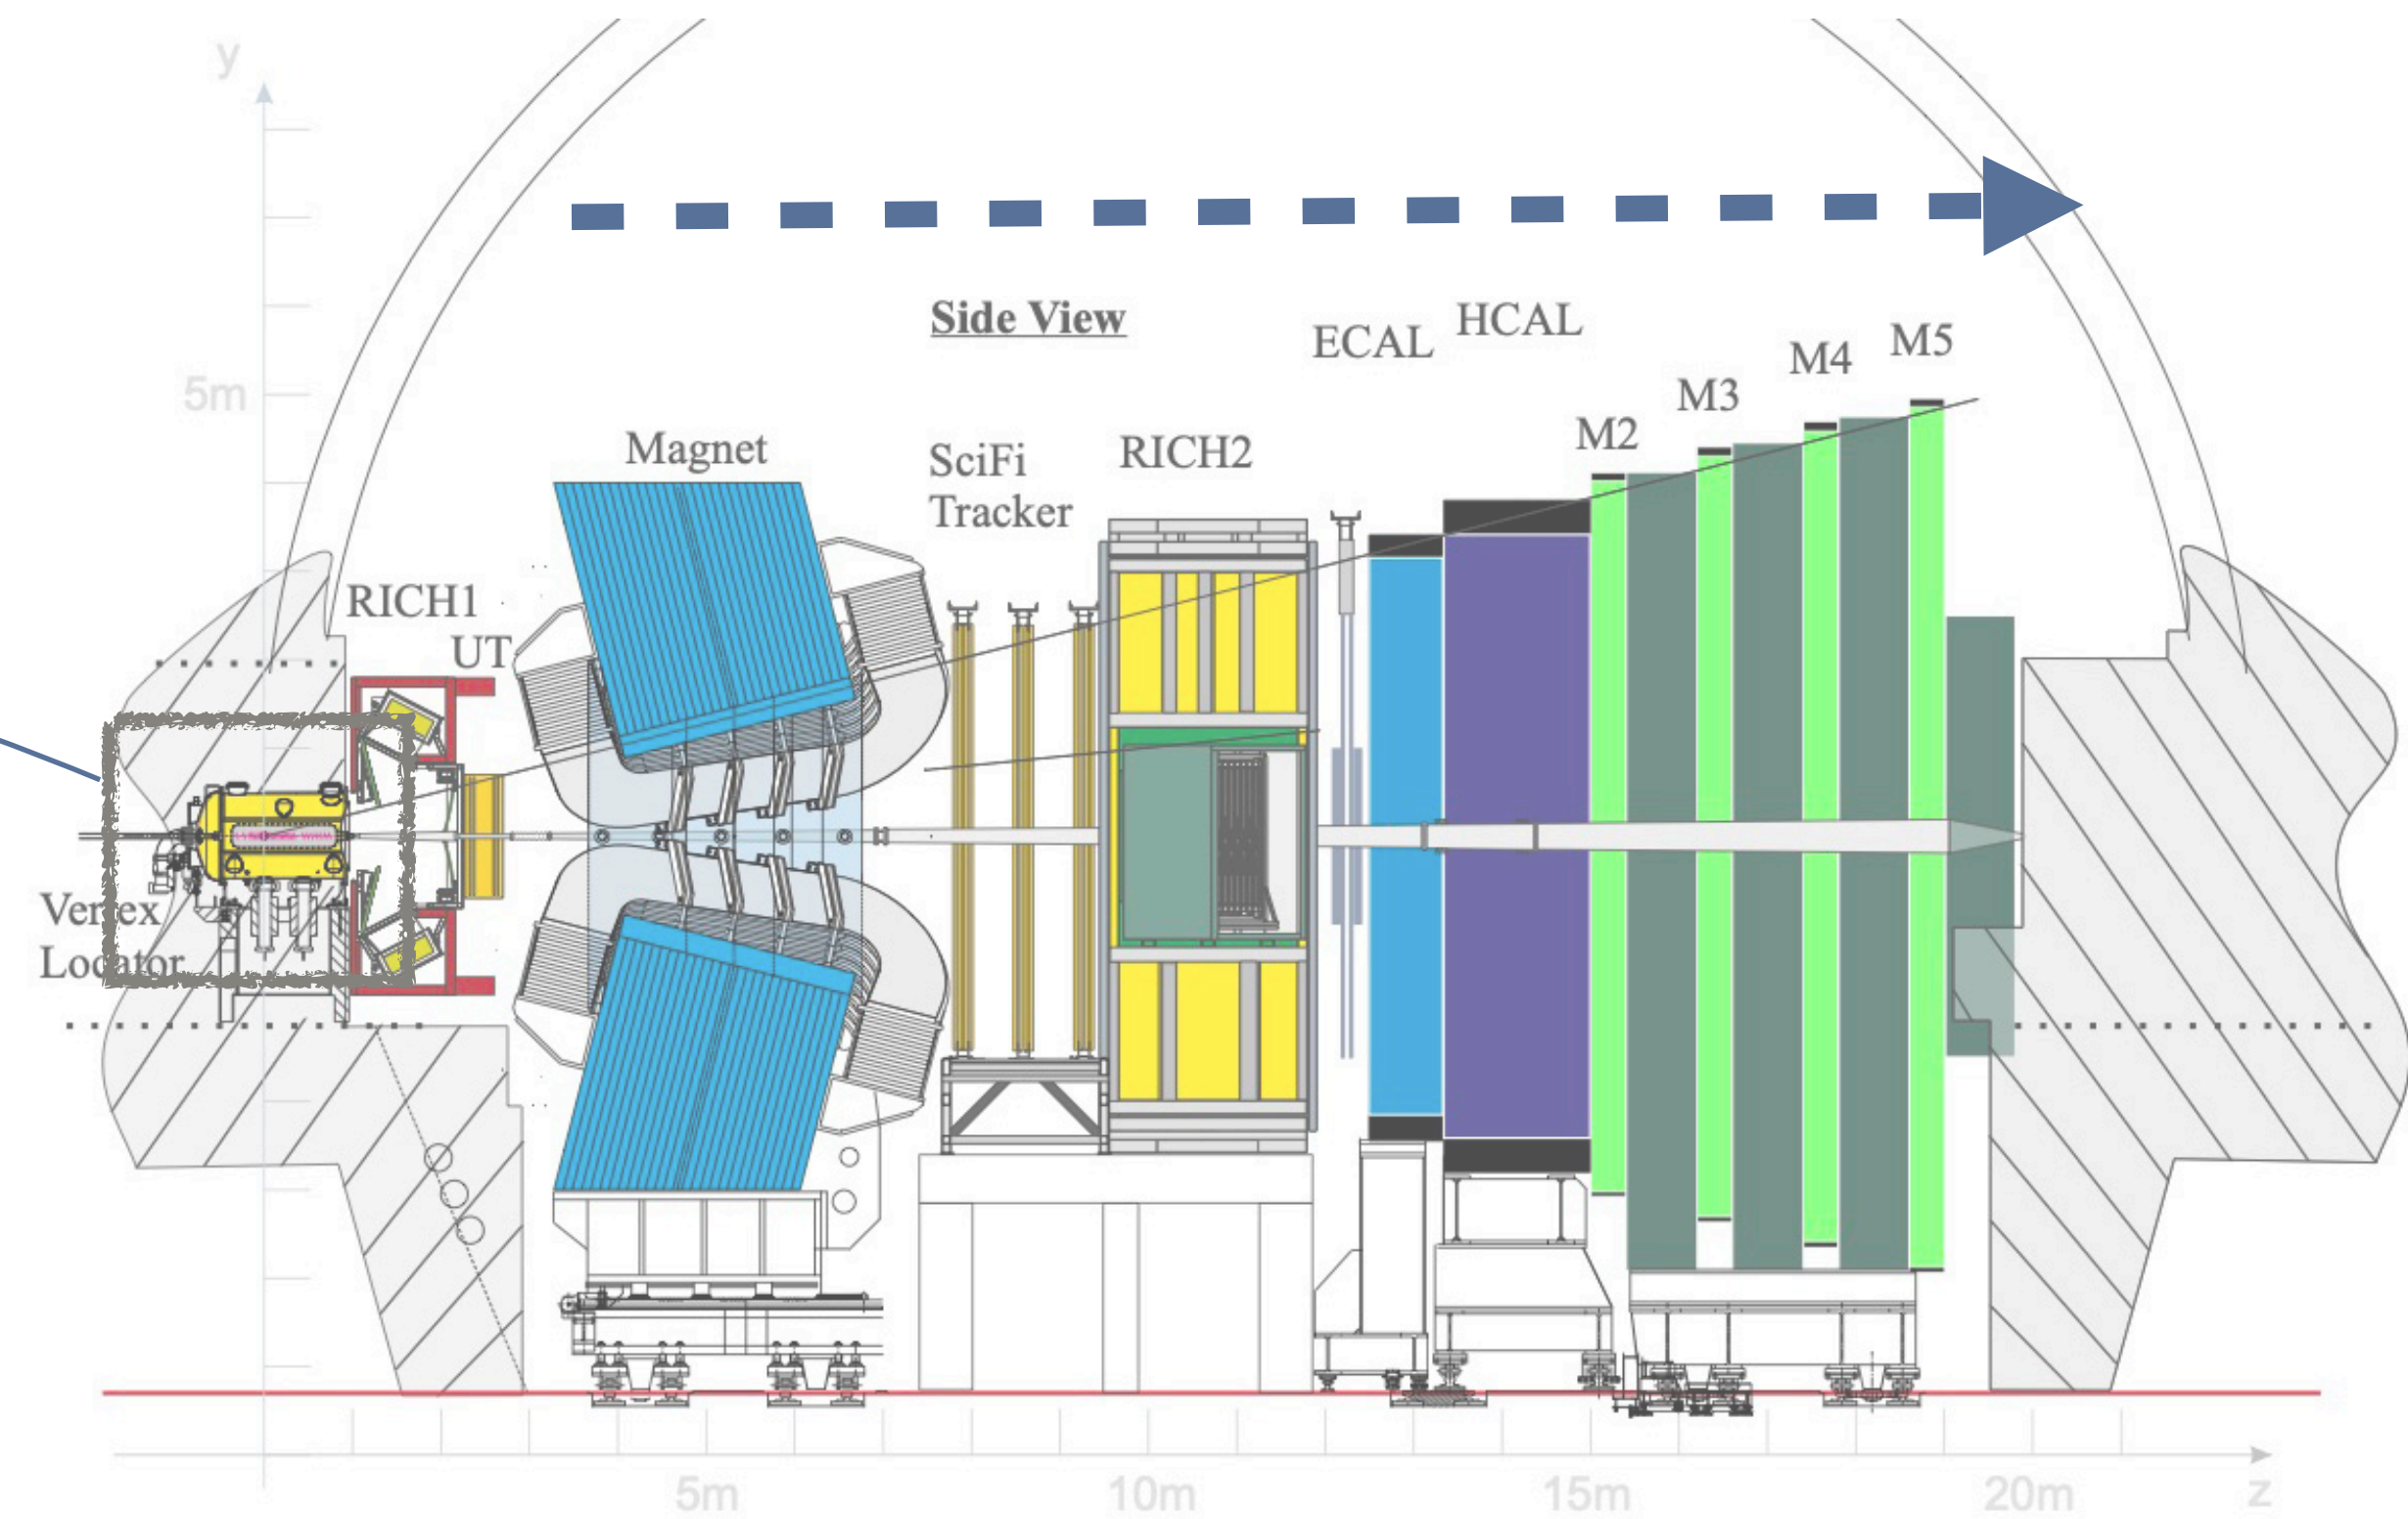 y
Side View
ECAL
HCAL
M5
M4
M3
M2
5m
Magnet
SciFi
Tracker
RICH2
RICH1
UT
Vertex
Locator
5m
10m
15m
20m
z